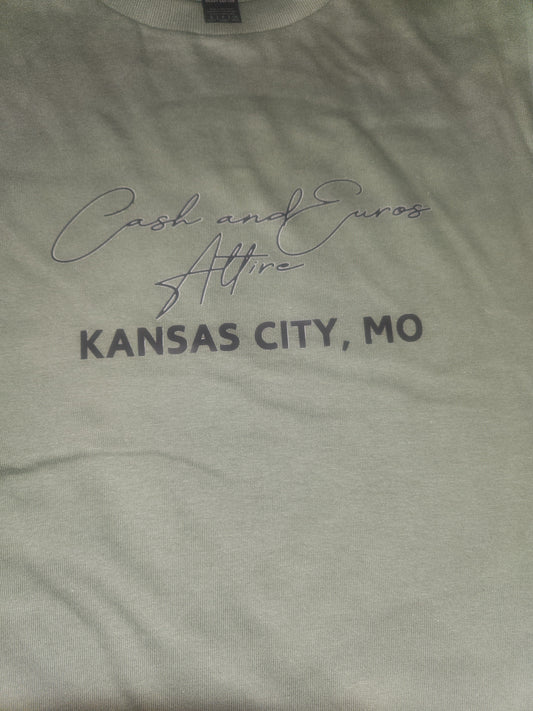 Cash and Euros
Attire
KANSAS CITY, MO